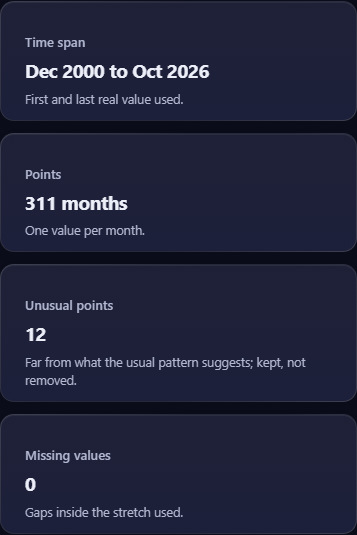 Time span
Dec 2000 to Oct 2026
First and last real value used.
Points
311 months
One value per month.
Unusual points
12
Far from what the usual pattern suggests; kept, not
removed.
Missing values
0
Gaps inside the stretch used.